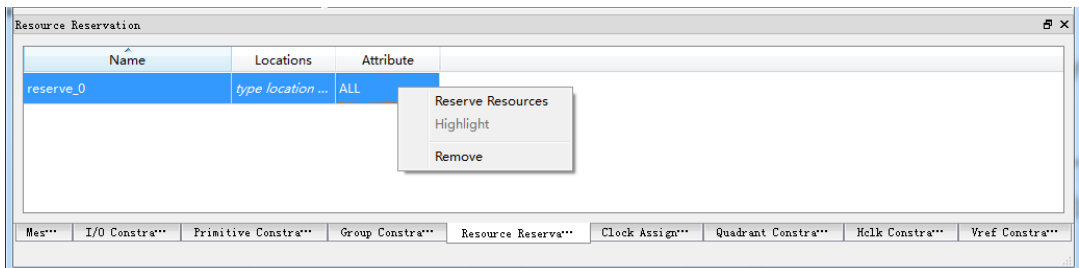 Resource Reservation
Name Locations Attribute
reserve_0 type location ... ALL
Reserve Resources
Highlight
Remove
Mes··· I/O Constra··· Primitive Constra··· Group Constra··· Resource Reserva··· Clock Assign··· Quadrant Constra··· Hclk Constra··· Vref Constra···